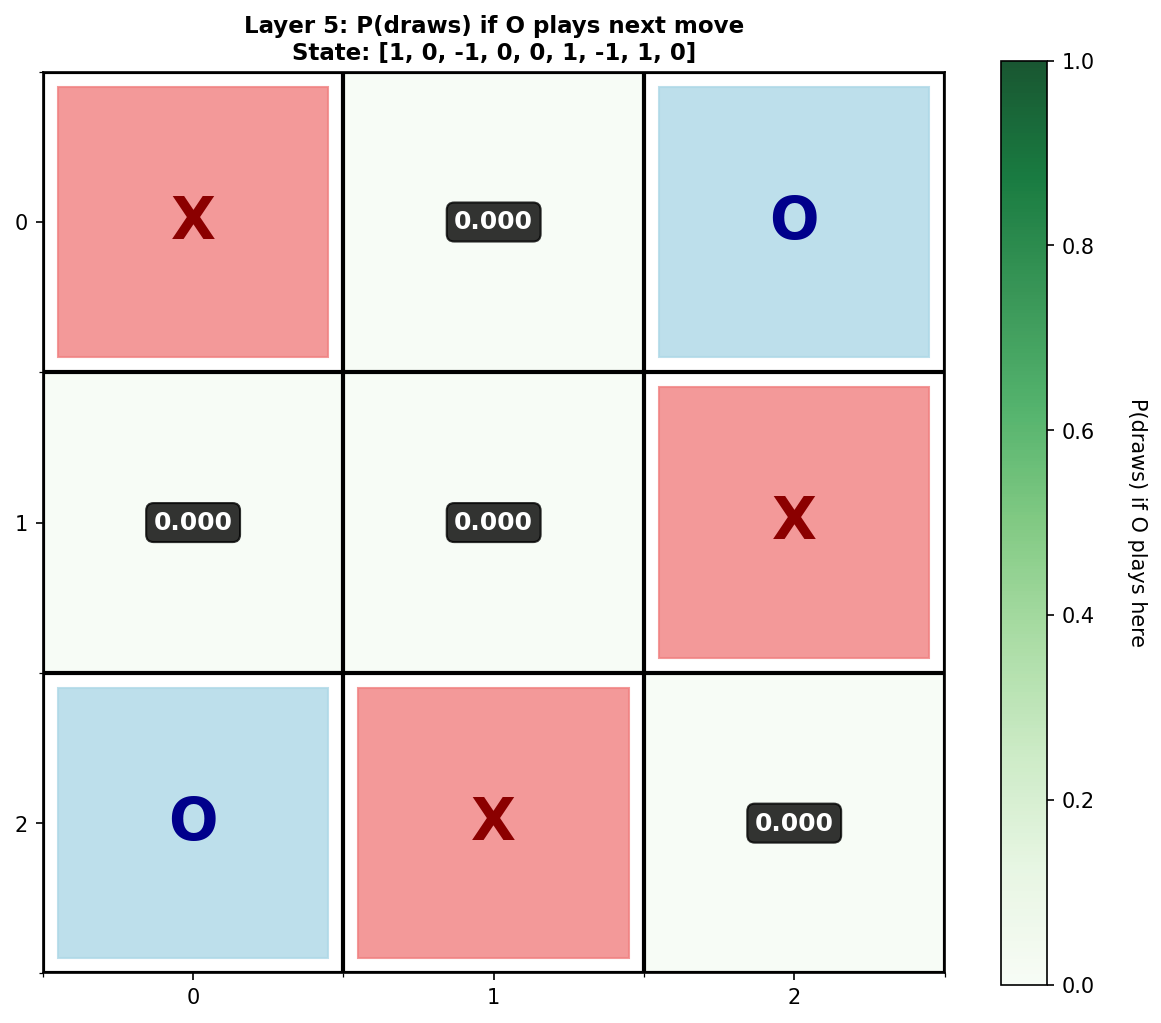 Layer 5: P(draws) if O plays next move
State: [1, 0, -1, 0, 0, 1, -1, 1, 0]
0
X
0.000
O
1
0.000
0.000
X
2
O
X
0.000
0
1
2
1.0
0.8
0.6
0.4
0.2
0.0
P(draws) if O plays here